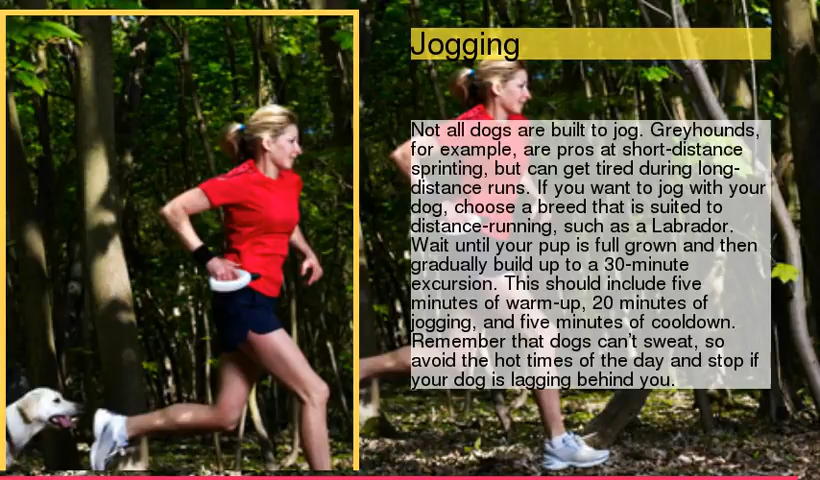 Jogging
Not all dogs are built to jog. Greyhounds,
for example, are pros at short-distance
sprinting, but can get tired during long-
distance runs. If you want to jog with your
dog, choose a breed that is suited to
distance-running, such as a Labrador.
Wait until your pup is full grown and then
gradually build up to a 30-minute
excursion. This should include five
minutes of warm-up, 20 minutes of
jogging, and five minutes of cooldown.
Remember that dogs can’t sweat, so
avoid the hot times of the day and stop if
your dog is lagging behind you.